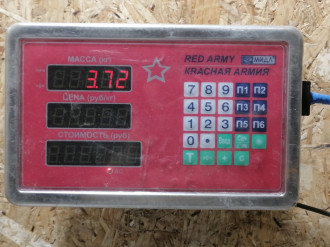 МАССА (кг)
3.72
ЦЕНА (руб/кг)
СТОИМОСТЬ (руб)
RED ARMY
МИДЛ
КРАСНАЯ АРМИЯ
7 8 9 П1 П2
4 5 6 П3 П4
1 2 3 П5 П6
0 •
T C